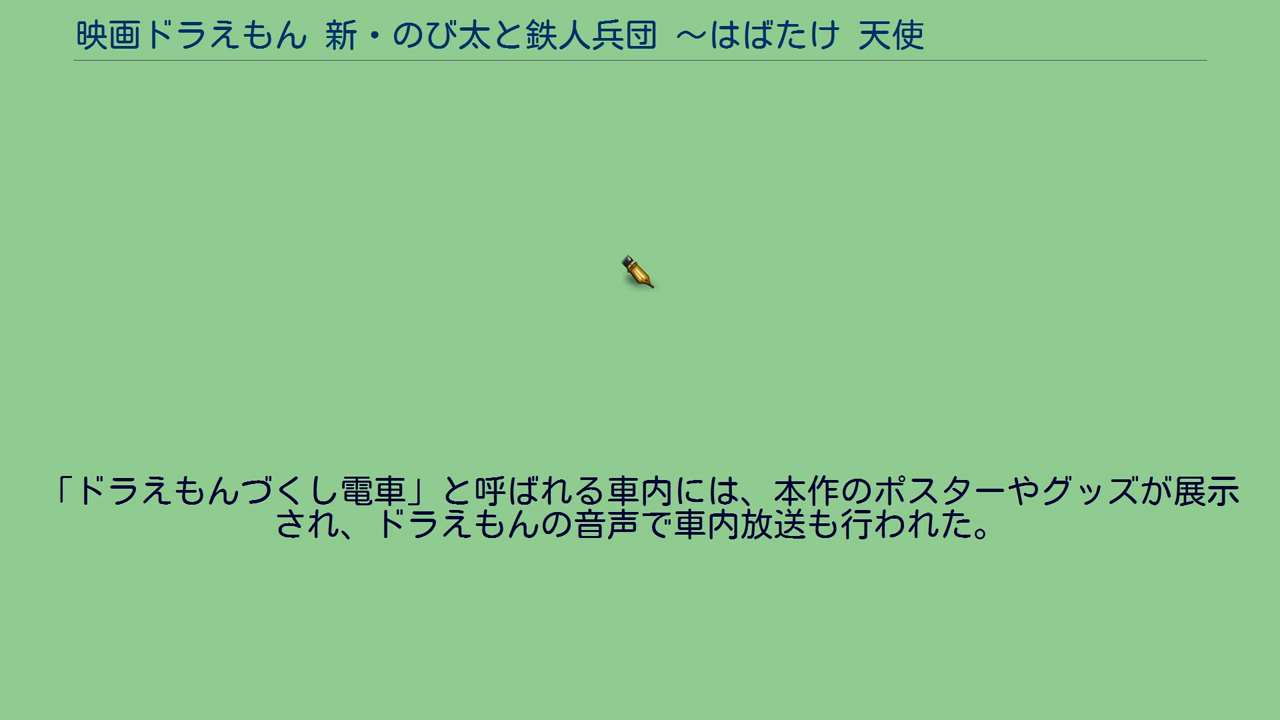 映画ドラえもん 新・のび太と鉄人兵団 〜はばたけ 天使
「ドラえもんづくし電車」と呼ばれる車内には、本作のポスターやグッズが展示
され、ドラえもんの音声で車内放送も行われた。